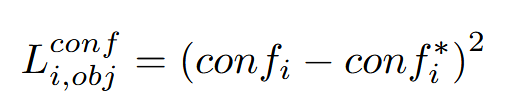 $L_{i,obj}^{conf} = (conf_i - conf_i^*)^2$